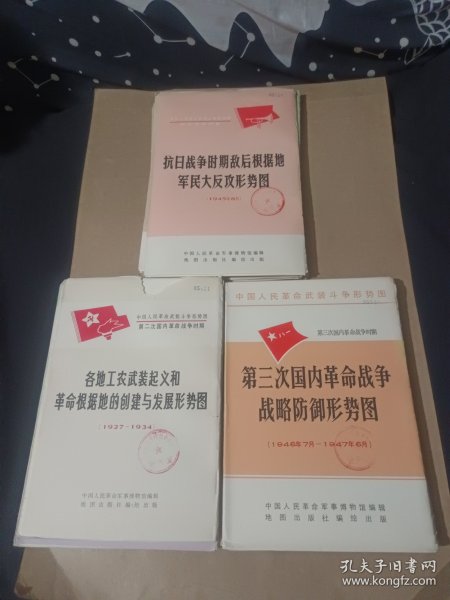 抗日战争时期敌后根据地
军民大反攻形势图
中国人民革命军事博物馆编辑
地图出版社编绘出版
中国人民革命武装斗争形势图
第二次国内革命战争时期
各地工农武装起义和
革命根据地的创建与发展形势图
(1927-1934)
中国人民革命军事博物馆编辑
地图出版社编绘出版
中国人民革命武装斗争形势图
八一
第三次国内革命战争时期
第三次国内革命战争
战略防御形势图
(1946年7月—1947年6月)
中国人民革命军事博物馆编辑
地图出版社编绘出版
孔夫子旧书网
www.kongfz.com